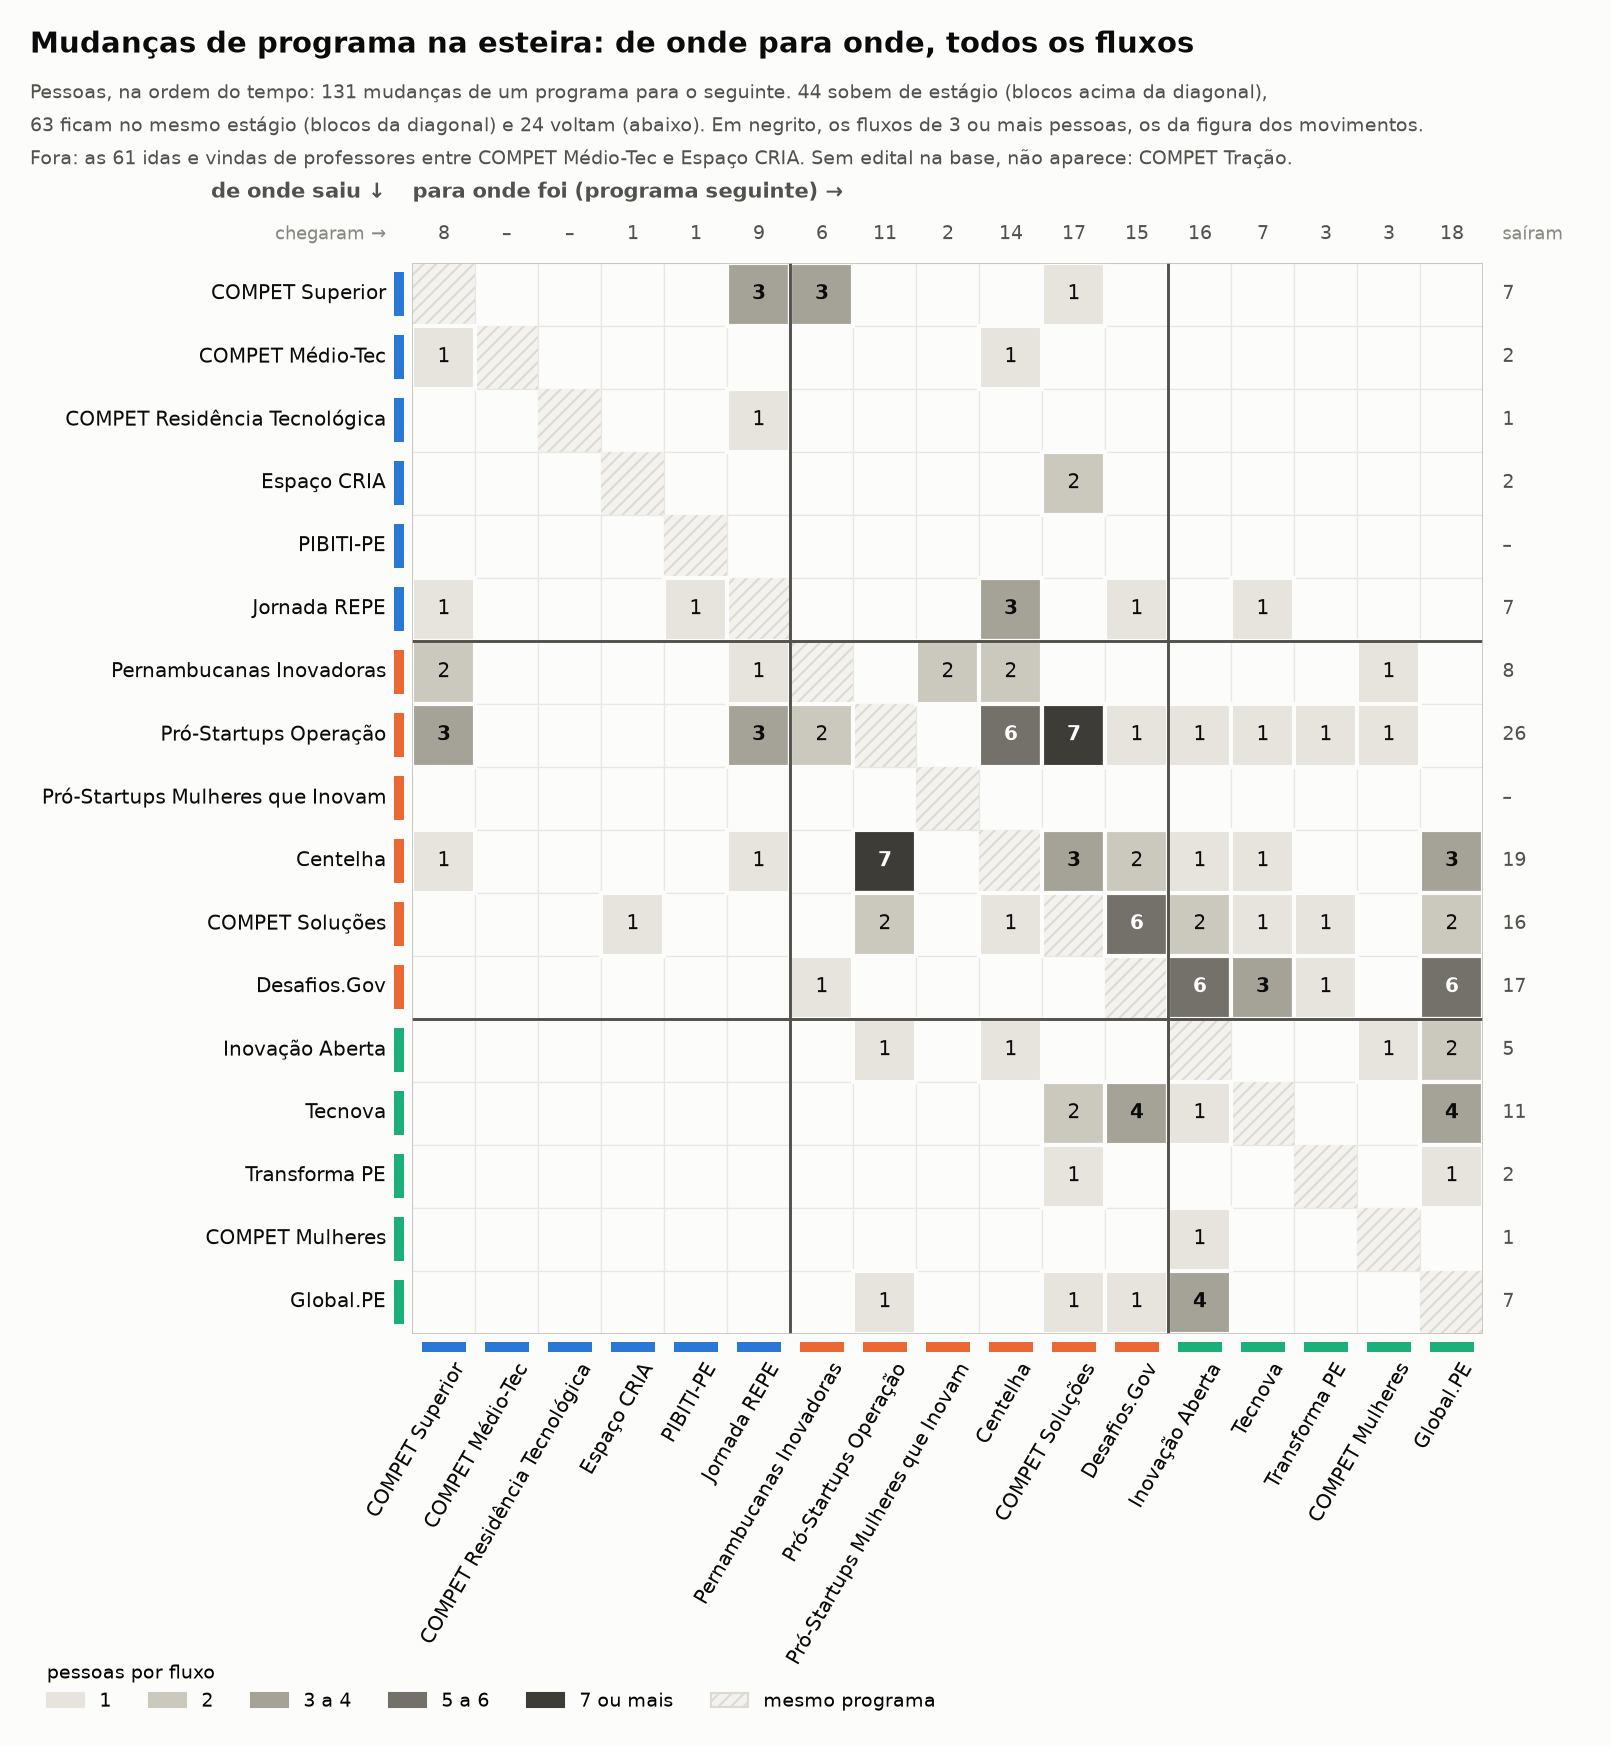 Mudanças de programa na esteira: de onde para onde, todos os fluxos
Pessoas, na ordem do tempo: 131 mudanças de um programa para o seguinte. 44 sobem de estágio (blocos acima da diagonal),
63 ficam no mesmo estágio (blocos da diagonal) e 24 voltam (abaixo). Em negrito, os fluxos de 3 ou mais pessoas, os da figura dos movimentos.
Fora: as 61 idas e vindas de professores entre COMPET Médio-Tec e Espaço CRIA. Sem edital na base, não aparece: COMPET Tração.
de onde saiu ↓ para onde foi (programa seguinte) →
chegaram → 8 – – 1 1 9 6 11 2 14 17 15 16 7 3 3 18 saíram
COMPET Superior 3 3 1 7
COMPET Médio-Tec 1 1 2
COMPET Residência Tecnológica 1 1
Espaço CRIA 2 2
PIBITI-PE –
Jornada REPE 1 1 3 1 1 7
Pernambucanas Inovadoras 2 1 2 2 1 8
Pró-Startups Operação 3 3 2 6 7 1 1 1 1 1 26
Pró-Startups Mulheres que Inovam –
Centelha 1 1 7 3 2 1 1 3 19
COMPET Soluções 1 2 1 6 2 1 1 2 16
Desafios.Gov 1 6 3 1 6 17
Inovação Aberta 1 1 1 2 5
Tecnova 2 4 1 4 11
Transforma PE 1 1 2
COMPET Mulheres 1 1
Global.PE 1 1 1 4 7
COMPET Superior
COMPET Médio-Tec
COMPET Residência Tecnológica
Espaço CRIA
PIBITI-PE
Jornada REPE
Pernambucanas Inovadoras
Pró-Startups Operação
Pró-Startups Mulheres que Inovam
Centelha
COMPET Soluções
Desafios.Gov
Inovação Aberta
Tecnova
Transforma PE
COMPET Mulheres
Global.PE
pessoas por fluxo
1 2 3 a 4 5 a 6 7 ou mais mesmo programa